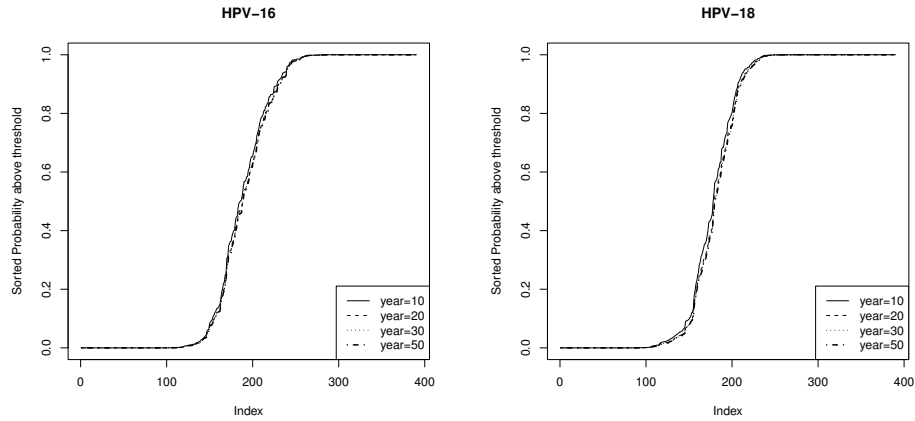 HPV−16
Sorted Probability above threshold
1.0
0.8
0.6
0.4
0.2
0.0
0 100 200 300 400
Index
year=10
year=20
year=30
year=50
HPV−18
Sorted Probability above threshold
1.0
0.8
0.6
0.4
0.2
0.0
0 100 200 300 400
Index
year=10
year=20
year=30
year=50